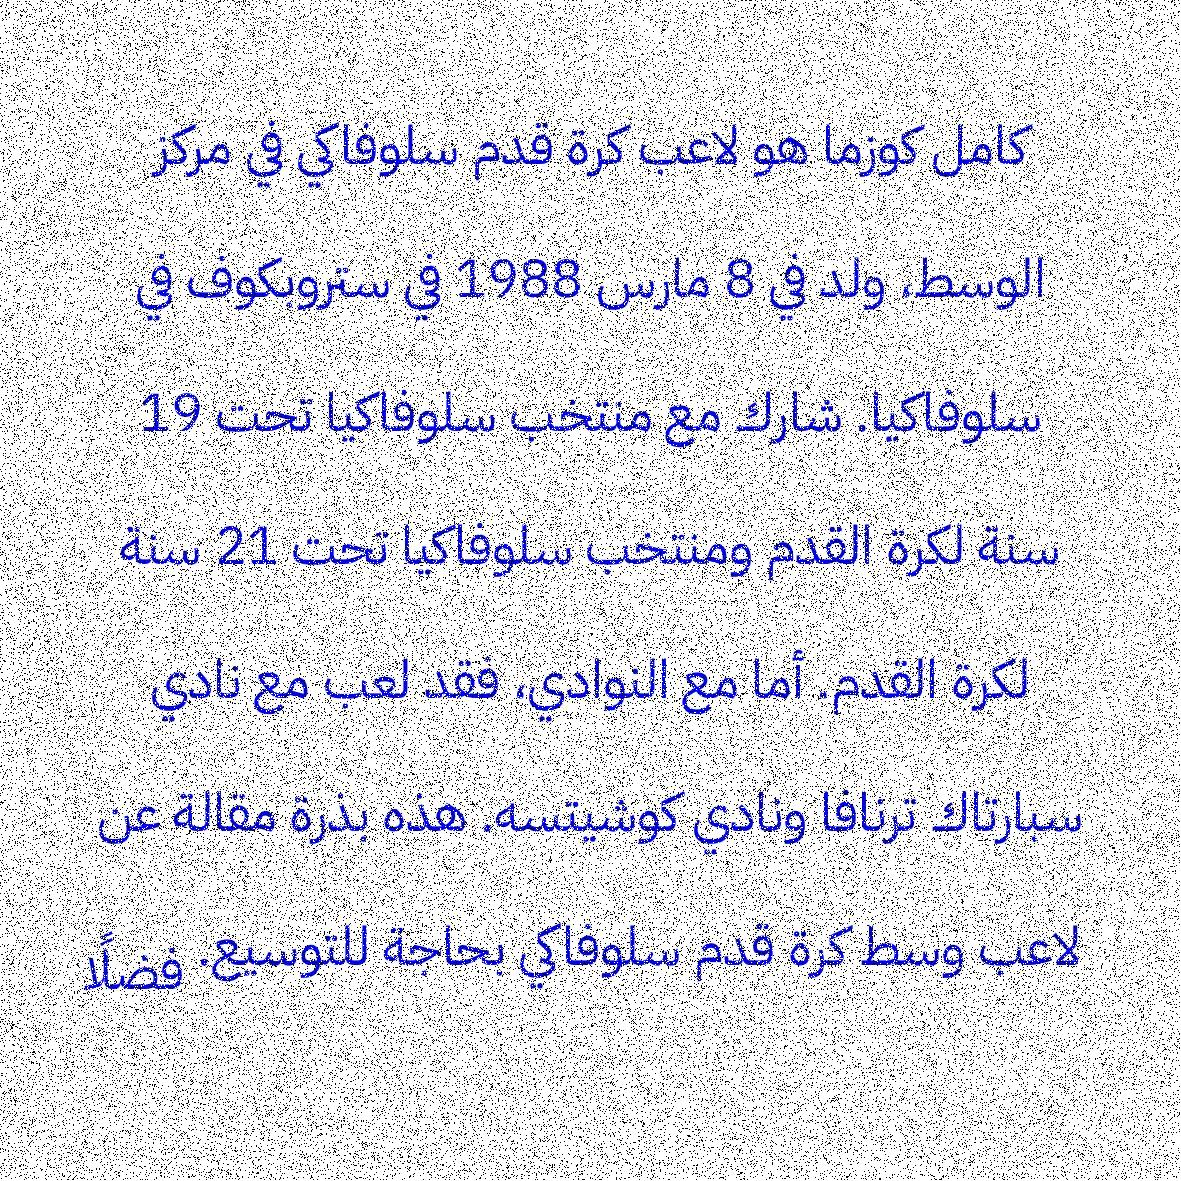 كامل كوزما هو لاعب كرة قدم سلوفاكي في مركز
الوسط، ولد في 8 مارس 1988 في ستروبكوف في
سلوفاكيا. شارك مع منتخب سلوفاكيا تحت 19
سنة لكرة القدم ومنتخب سلوفاكيا تحت 21 سنة
لكرة القدم. أما مع النوادي، فقد لعب مع نادي
سبارتاك ترنافا ونادي كوشيتسه. هذه بذرة مقالة عن
لاعب وسط كرة قدم سلوفاكي بحاجة للتوسيع. فضلًا